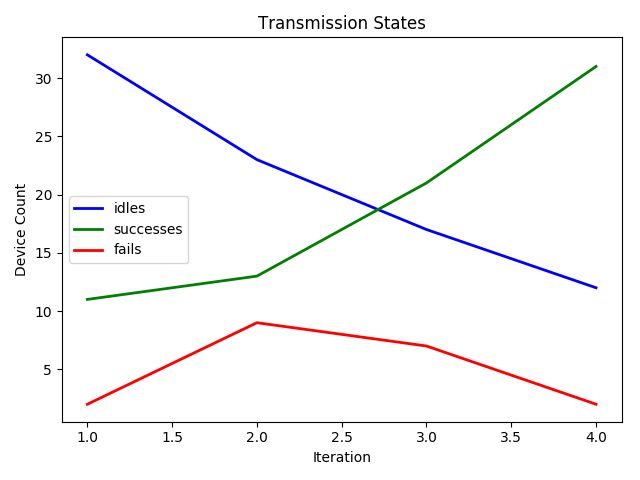 Transmission States
Device Count
30
25
20
15
10
5
idles
successes
fails
1.0 1.5 2.0 2.5 3.0 3.5 4.0
Iteration